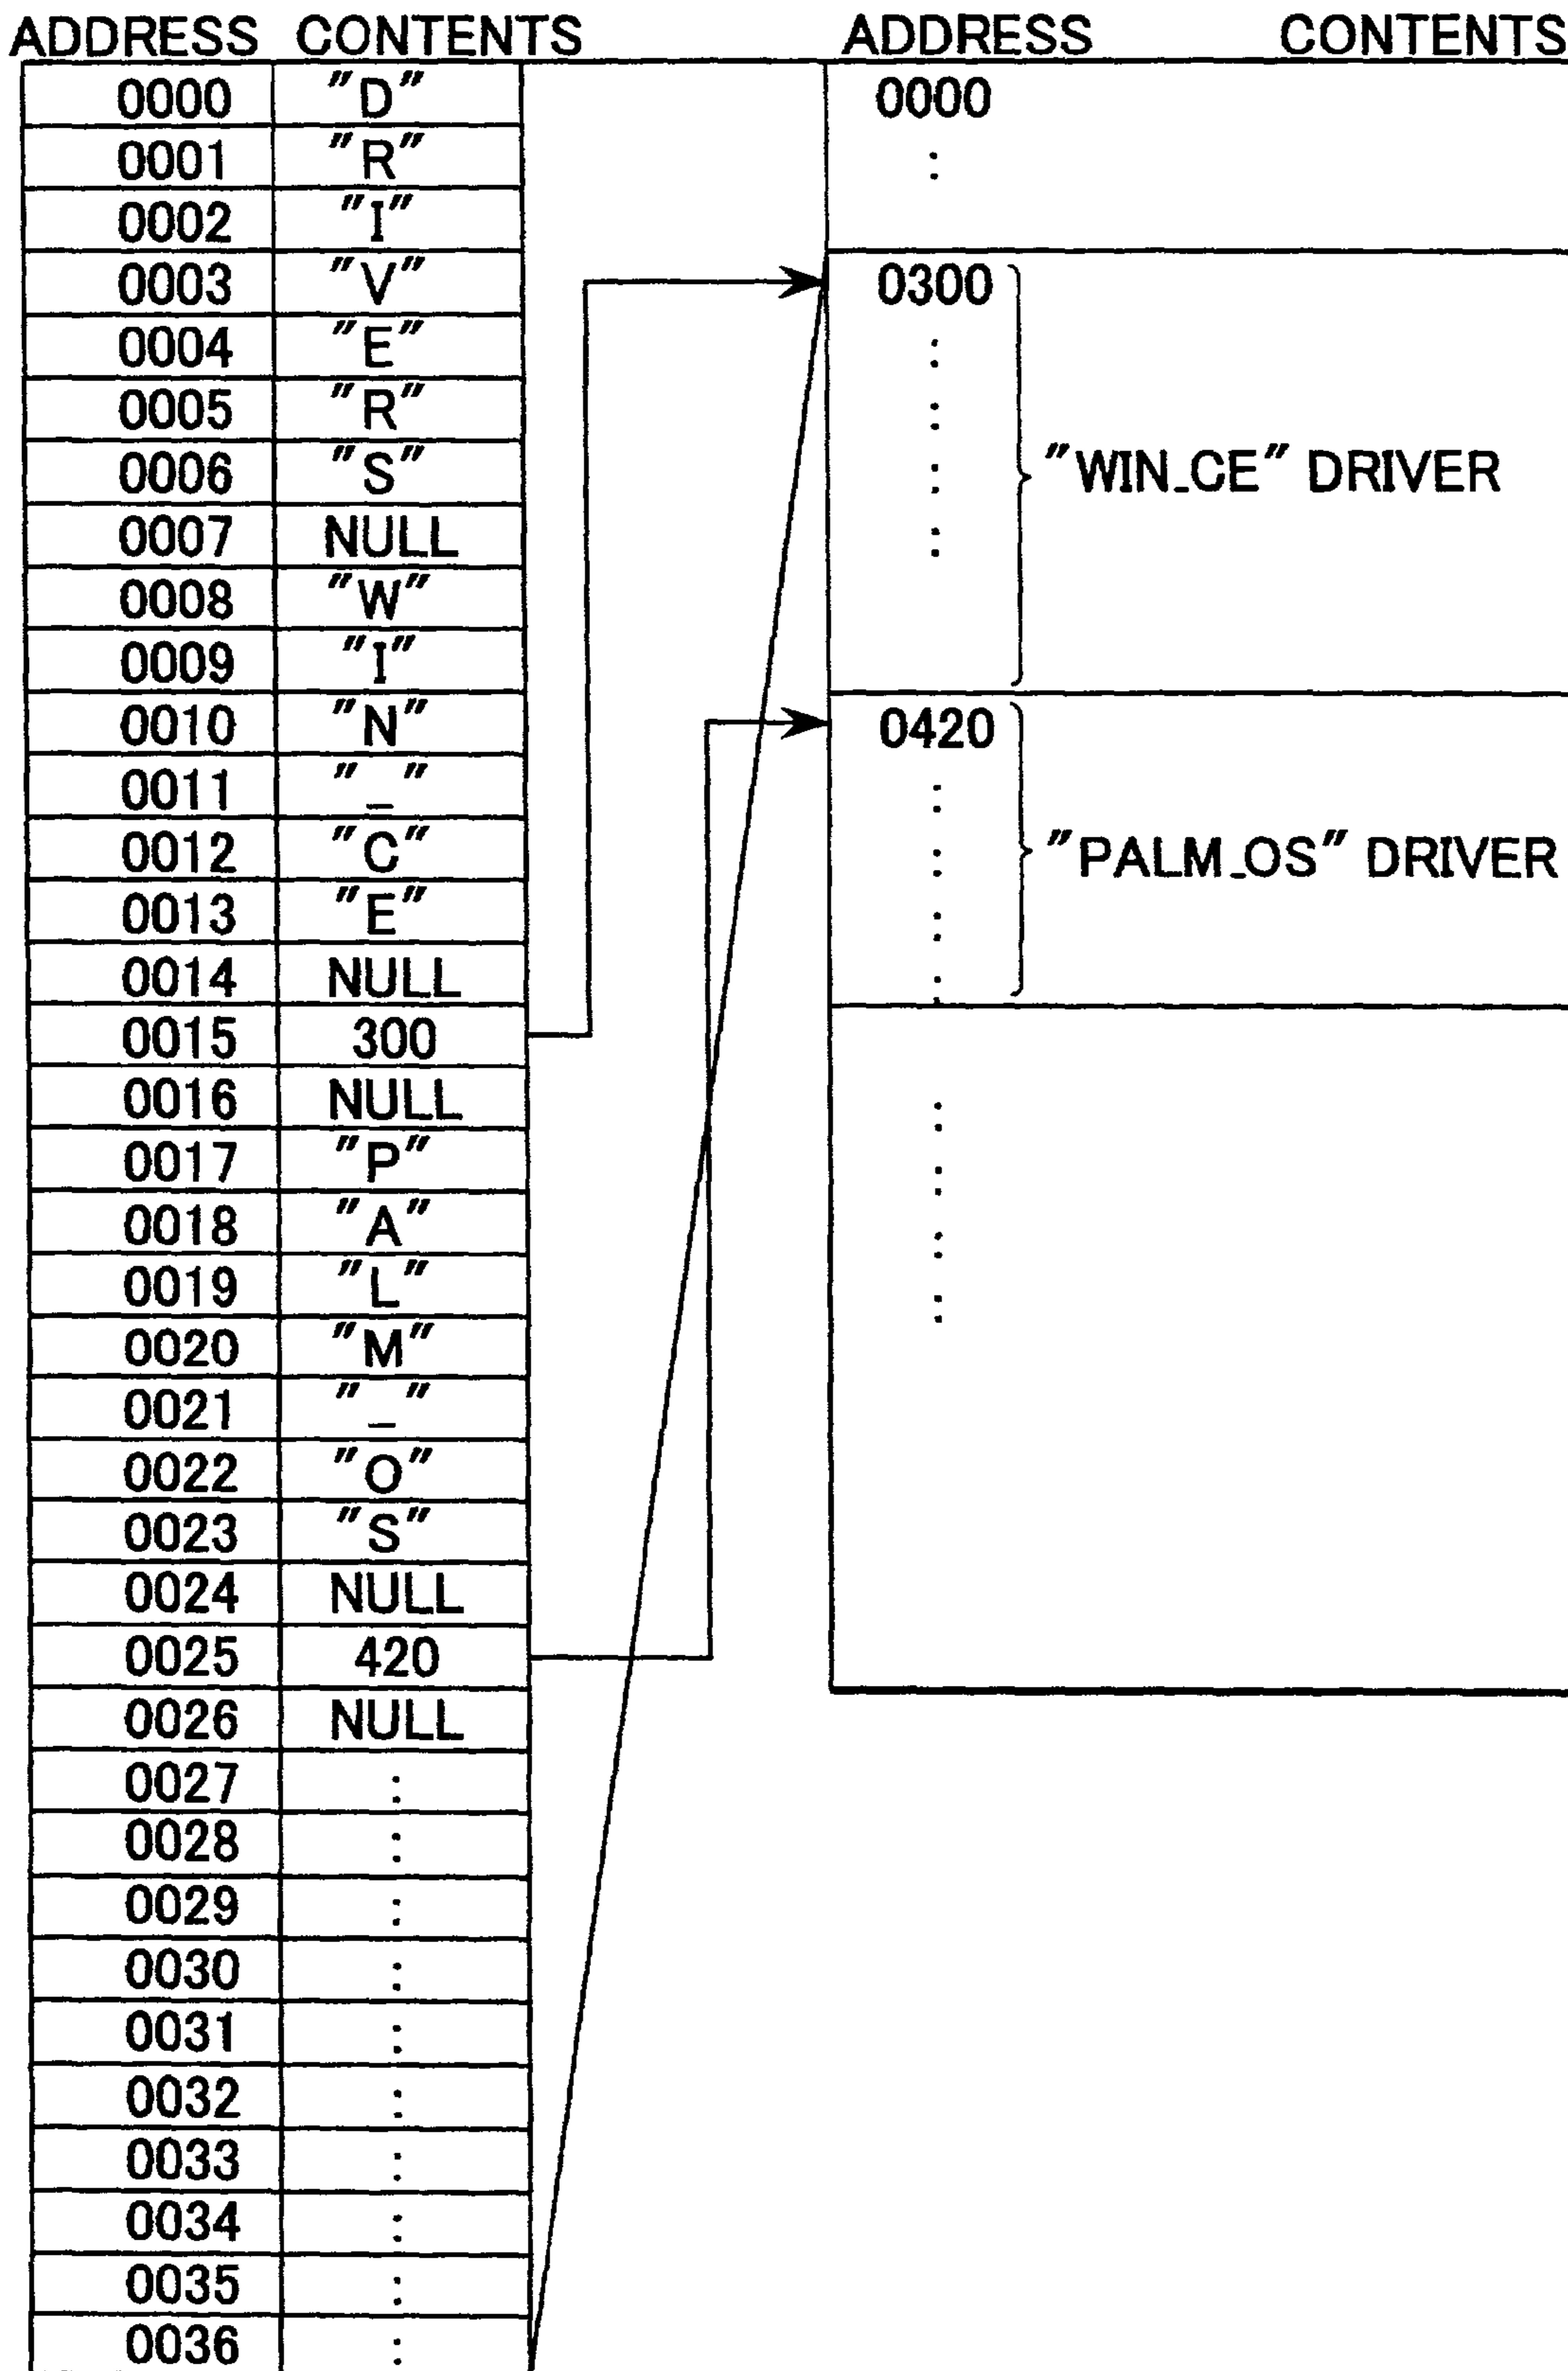 ADDRESS CONTENTS
0000 "D"
0001 "R"
0002 "I"
0003 "V"
0004 "E"
0005 "R"
0006 "S"
0007 NULL
0008 "W"
0009 "I"
0010 "N"
0011 "_"
0012 "C"
0013 "E"
0014 NULL
0015 300
0016 NULL
0017 "P"
0018 "A"
0019 "L"
0020 "M"
0021 "_"
0022 "O"
0023 "S"
0024 NULL
0025 420
0026 NULL
0027 :
0028 :
0029 :
0030 :
0031 :
0032 :
0033 :
0034 :
0035 :
0036 :
ADDRESS CONTENTS
0000
:
0300
:
:
:
:
"WIN_CE" DRIVER
0420
:
:
:
:
"PALM_OS" DRIVER
:
:
:
: